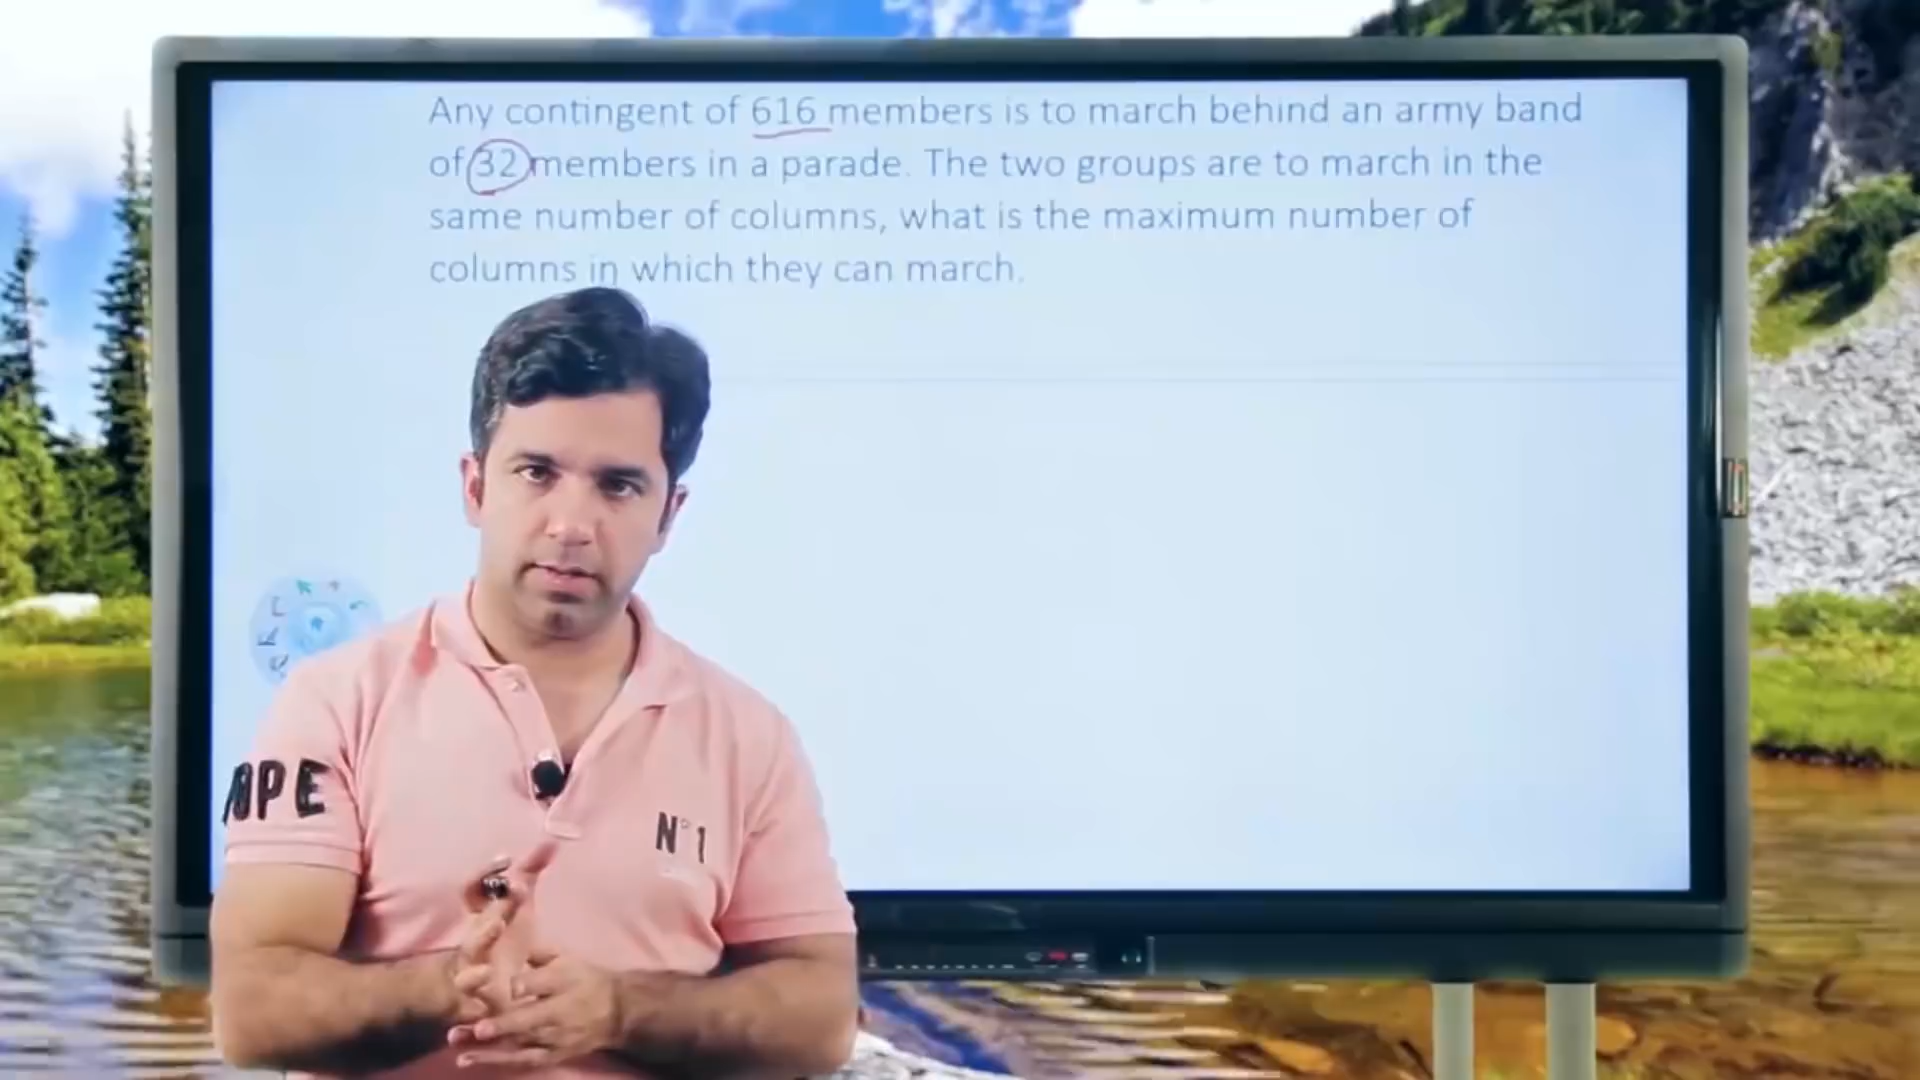 Any contingent of 616 members is to march behind an army band
of 32 members in a parade. The two groups are to march in the
same number of columns, what is the maximum number of
columns in which they can march.
OPE
N° 1